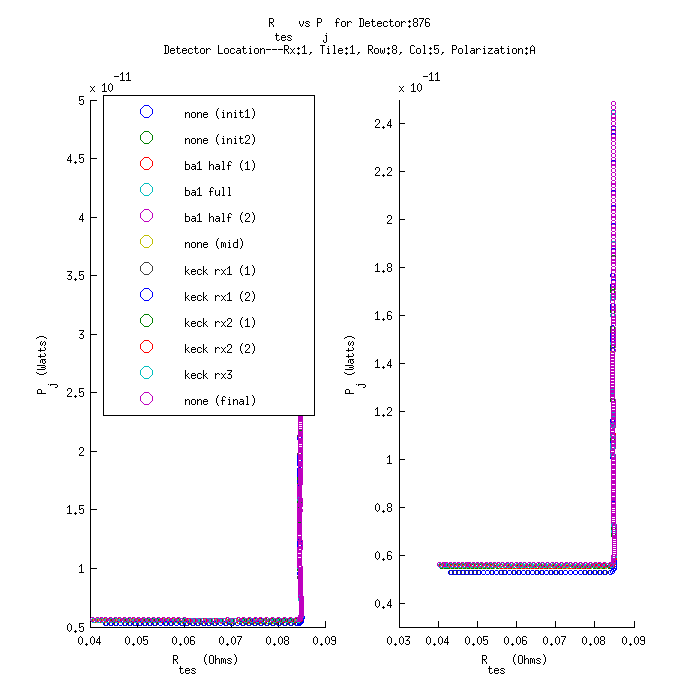 R_tes vs P_j for Detector:876
Detector Location---Rx:1, Tile:1, Row:8, Col:5, Polarization:A
x 10^-11
5
4.5
4
3.5
3
2.5
2
1.5
1
0.5
0.04 0.05 0.06 0.07 0.08 0.09
P_j (Watts)
R_tes (Ohms)
none (init1)
none (init2)
ba1 half (1)
ba1 full
ba1 half (2)
none (mid)
keck rx1 (1)
keck rx1 (2)
keck rx2 (1)
keck rx2 (2)
keck rx3
none (final)
x 10^-11
2.4
2.2
2
1.8
1.6
1.4
1.2
1
0.8
0.6
0.4
0.03 0.04 0.05 0.06 0.07 0.08 0.09
P_j (Watts)
R_tes (Ohms)